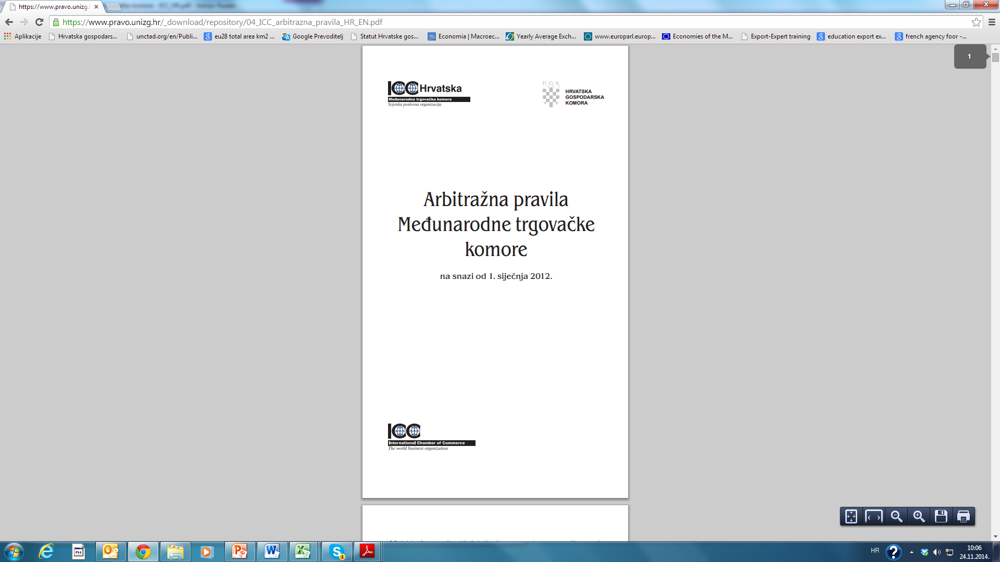 https://www.pravo.unizg.
https://www.pravo.unizg.hr/_download/repository/04_ICC_arbitrazna_pravila_HR_EN.pdf
Aplikacije Hrvatska gospodars... unctad.org/en/Publi... eu28 total area km2 ... Google Prevoditelj Statut Hrvatske gos... Economia | Macroec... Yearly Average Exch... www.europarl.europ... Economies of the M... Export-Expert training education export ex... french agency foor -...
1
ICC Hrvatska
Međunarodna trgovačka komora
Svjetska poslovna organizacija
HGK
HRVATSKA
GOSPODARSKA
KOMORA
Arbitražna pravila
Međunarodne trgovačke
komore
na snazi od 1. siječnja 2012.
ICC
International Chamber of Commerce
The world business organization
HR
10:06
24.11.2014.